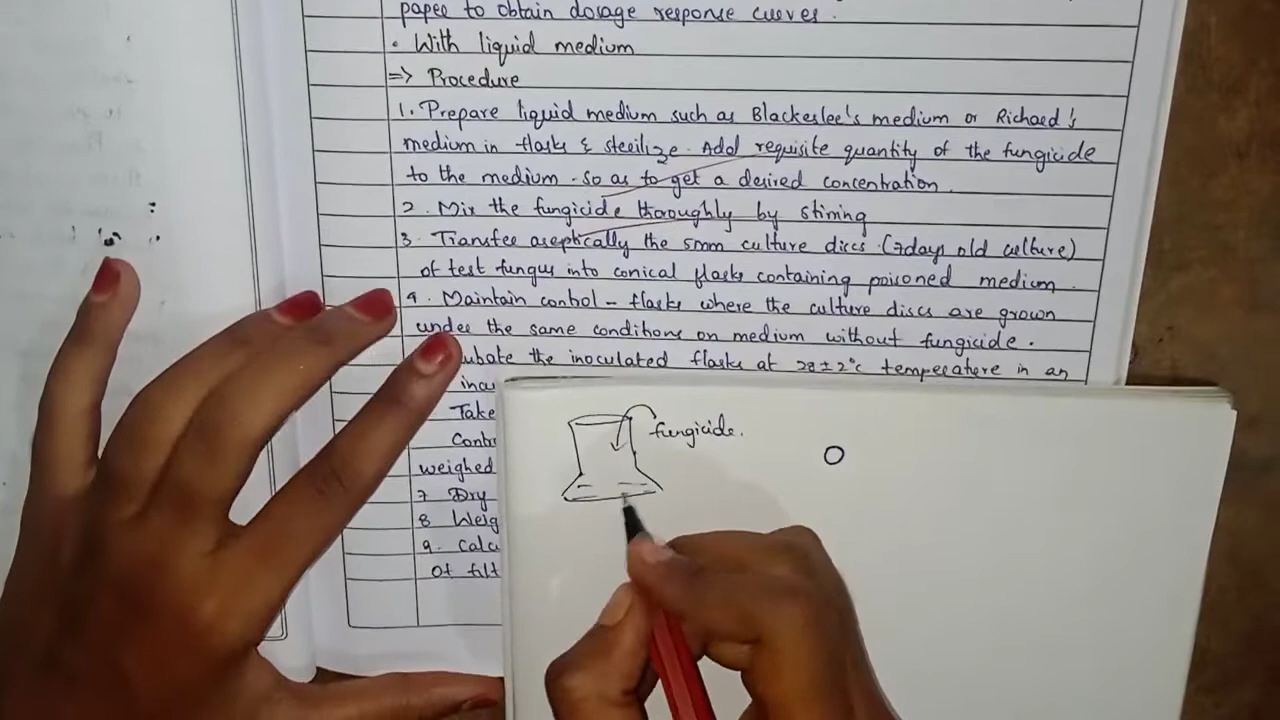 paper to obtain dosage response curves.
• With liquid medium
=> Procedure
1. Prepare liquid medium such as Blackeslee's medium or Richard's
medium in flasks & sterilize. Add requisite quantity of the fungicide
to the medium. so as to get a desired concentration.
2. Mix the fungicide thoroughly by stirring
3. Transfer aseptically the 5mm culture discs (7days old culture)
of test fungus into conical flasks containing poisoned medium.
4. Maintain control - flasks where the culture discs are grown
under the same conditions on medium without fungicide.
ubate the inoculated flasks at 28±2°c temperature in an
incu
Take
Contr
weighed
7 Dry
8 Weig
9. Calc
of filt
fungicide.